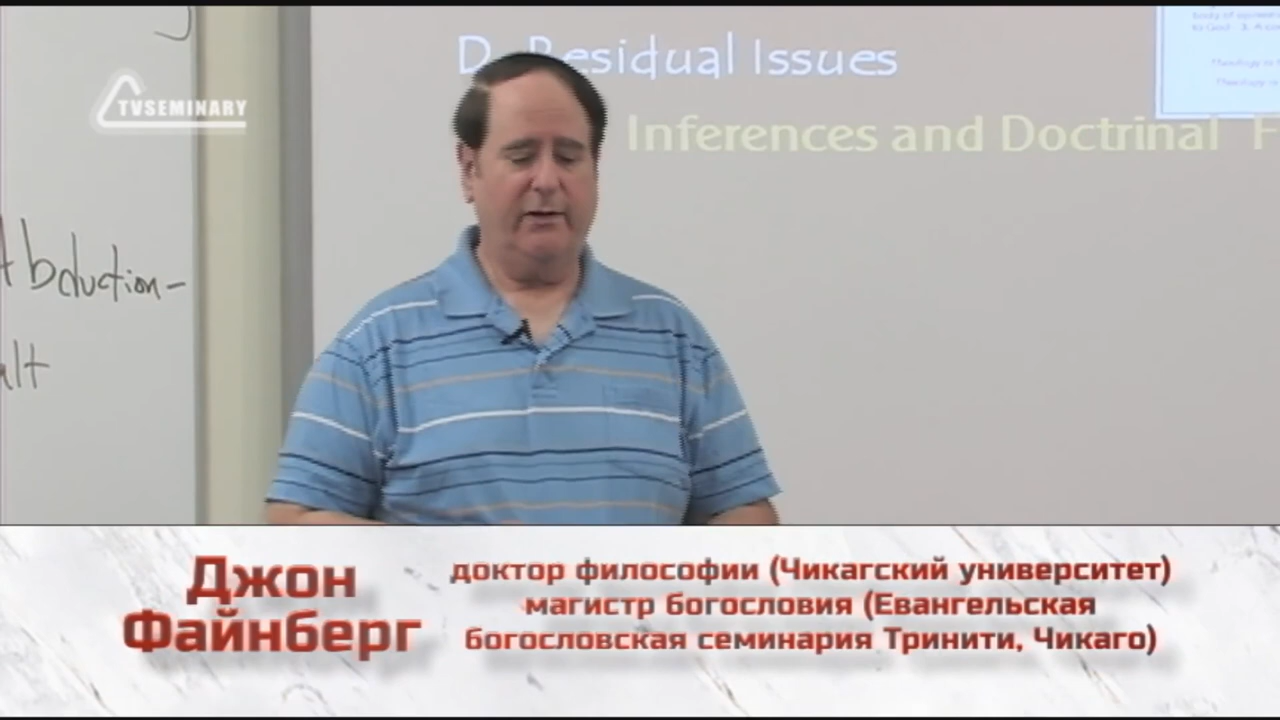 D. Residual Issues
Inferences and Doctrinal F
TVSEMINARY
Abduction-
ult
Джон
Файнберг
доктор философии (Чикагский университет)
магистр богословия (Евангельская
богословская семинария Тринити, Чикаго)